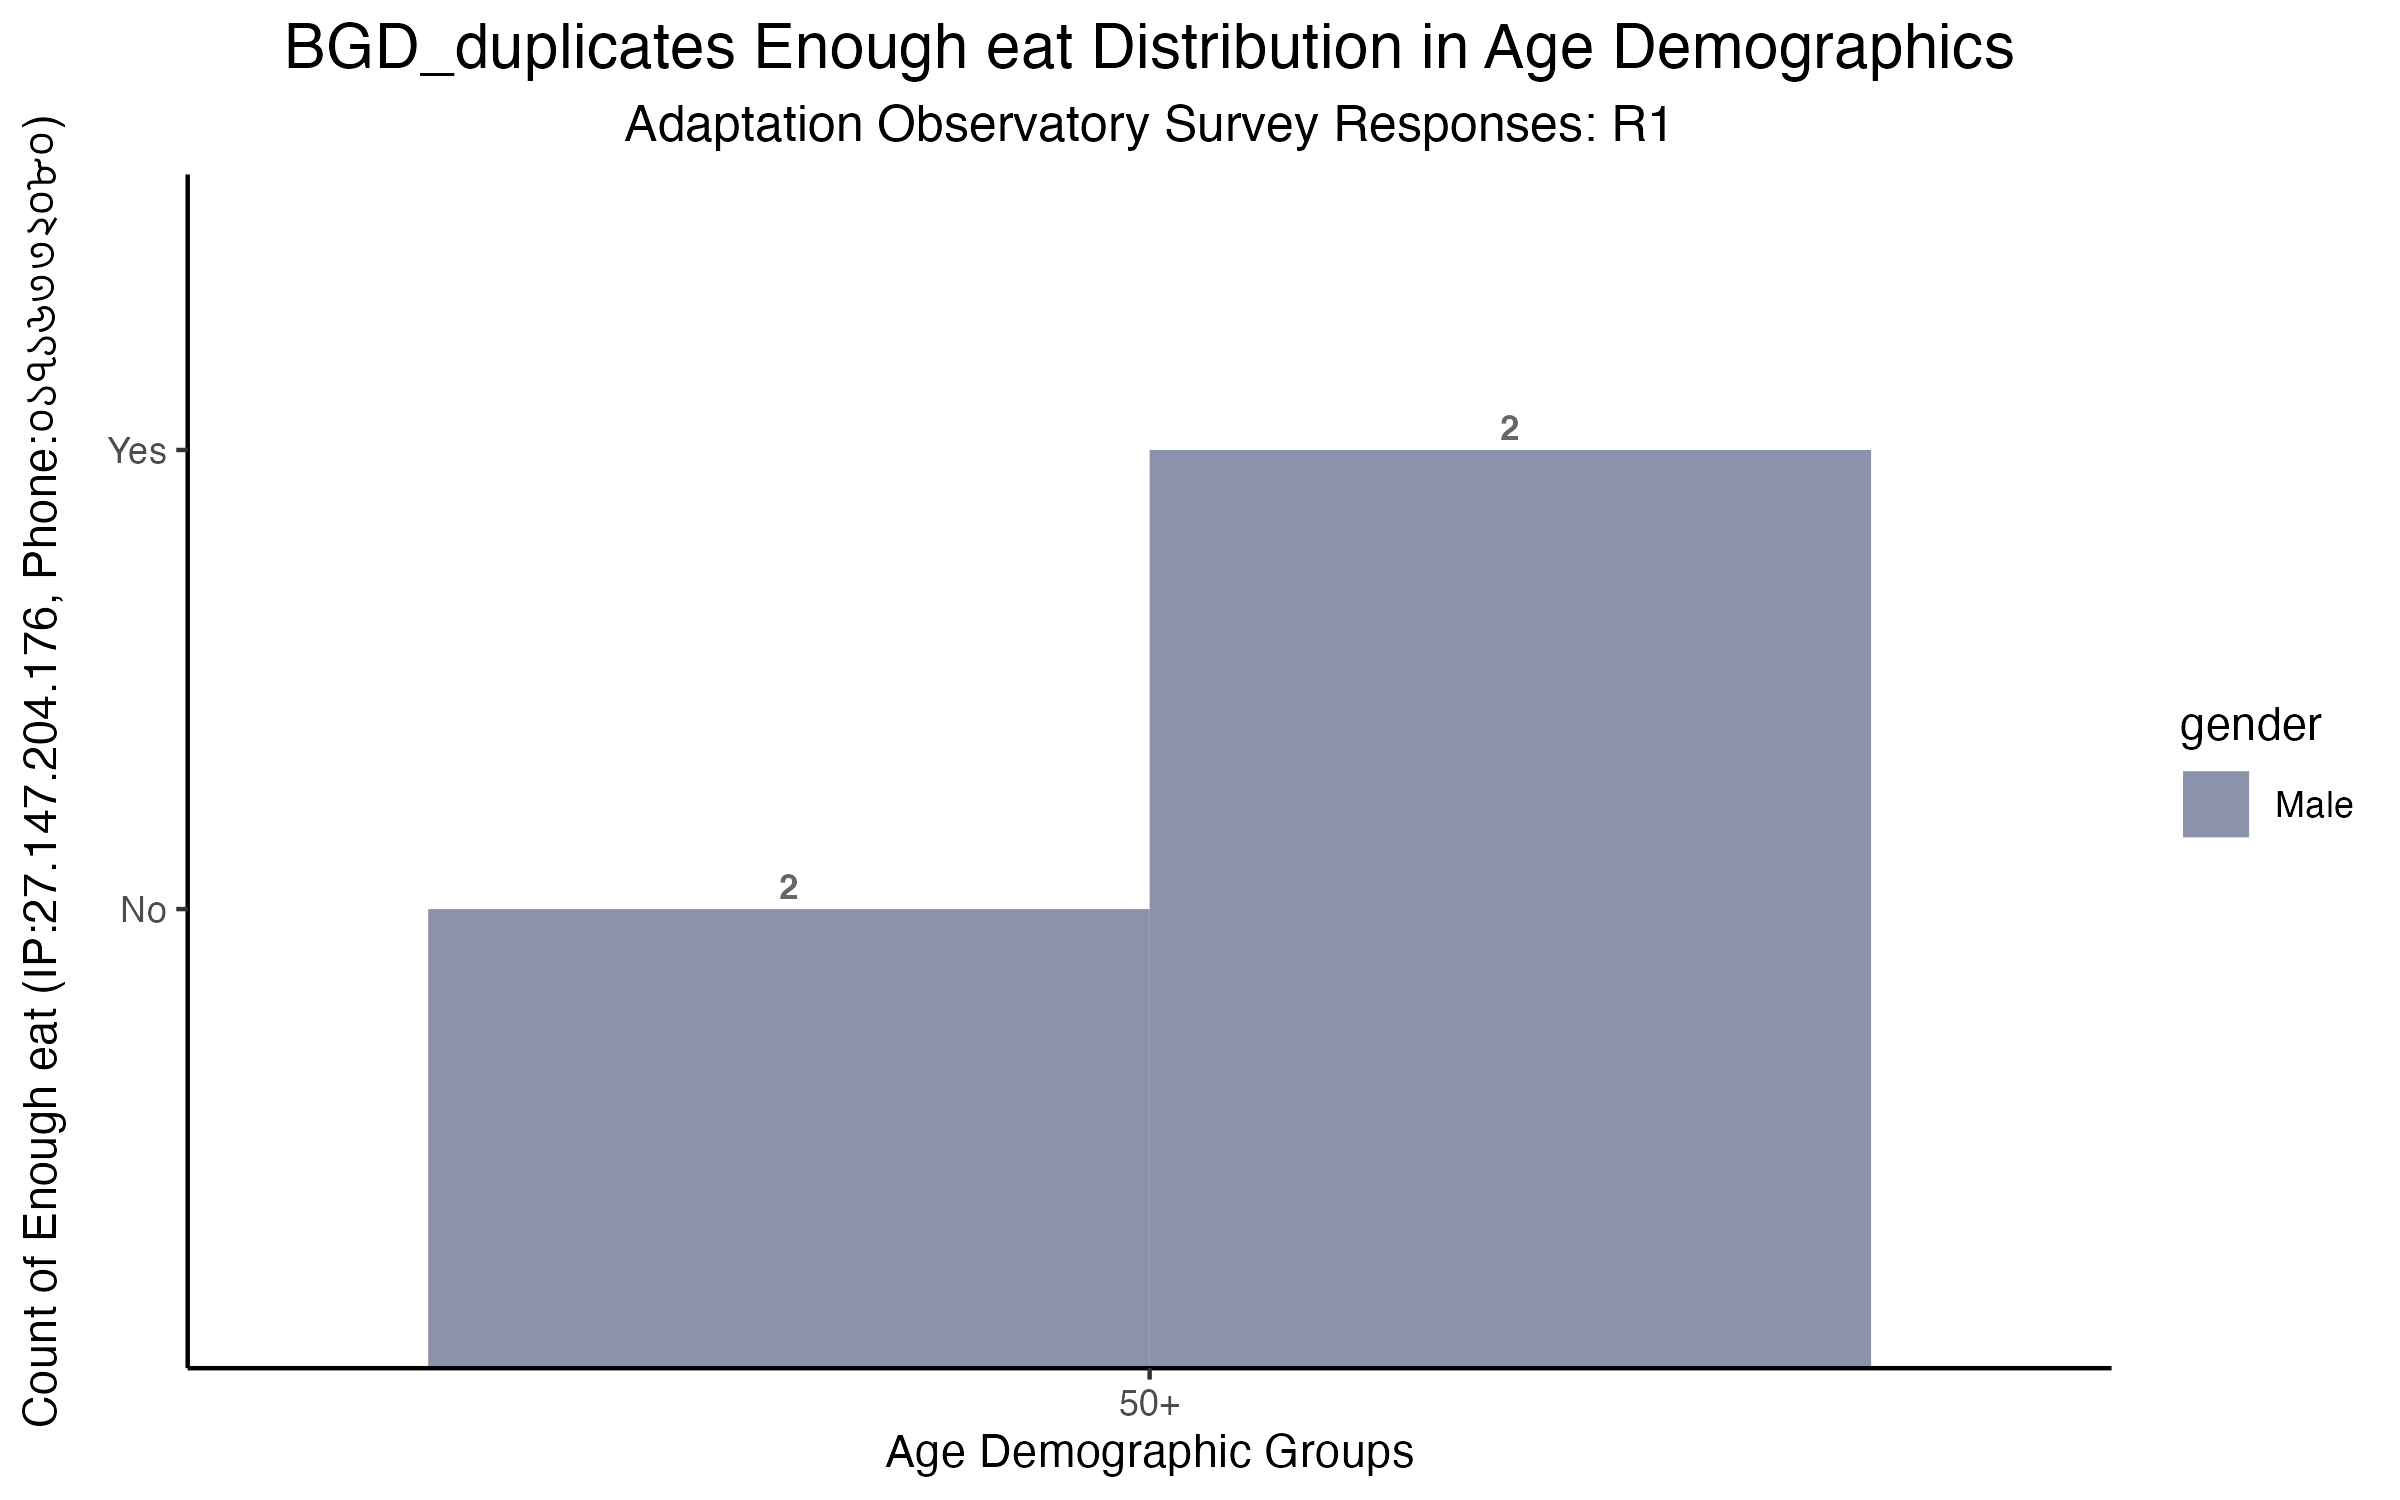 BGD_duplicates Enough eat Distribution in Age Demographics
Adaptation Observatory Survey Responses: R1
Count of Enough eat (IP:27.147.204.176, Phone:০১৭১৬৩৩২০৮০)
Yes
No
2
2
50+
Age Demographic Groups
gender
Male